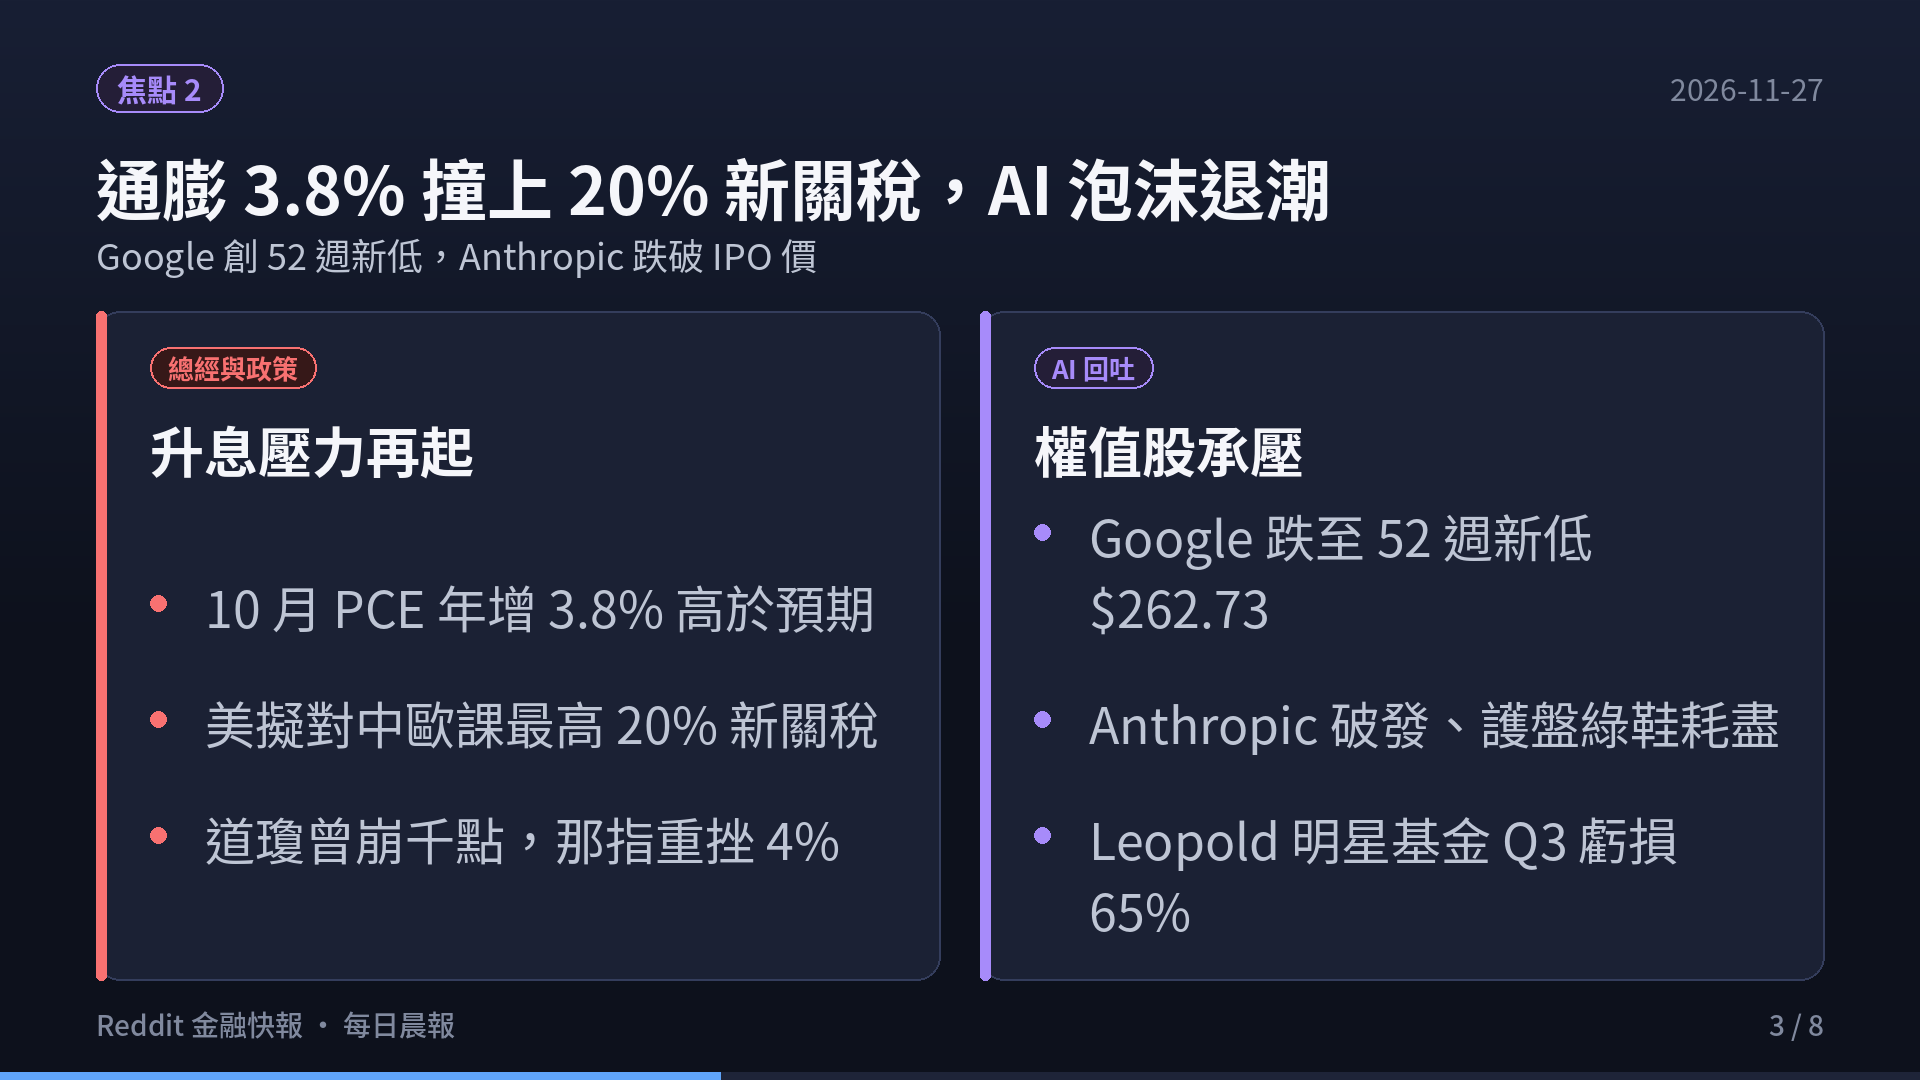 焦點 2
2026-11-27
通膨 3.8% 撞上 20% 新關稅，AI 泡沫退潮
Google 創 52 週新低，Anthropic 跌破 IPO 價
總經與政策
升息壓力再起
10 月 PCE 年增 3.8% 高於預期
美擬對中歐課最高 20% 新關稅
道瓊曾崩千點，那指重挫 4%
AI 回吐
權值股承壓
Google 跌至 52 週新低
$262.73
Anthropic 破發、護盤綠鞋耗盡
Leopold 明星基金 Q3 虧損
65%
Reddit 金融快報 · 每日晨報
3 / 8